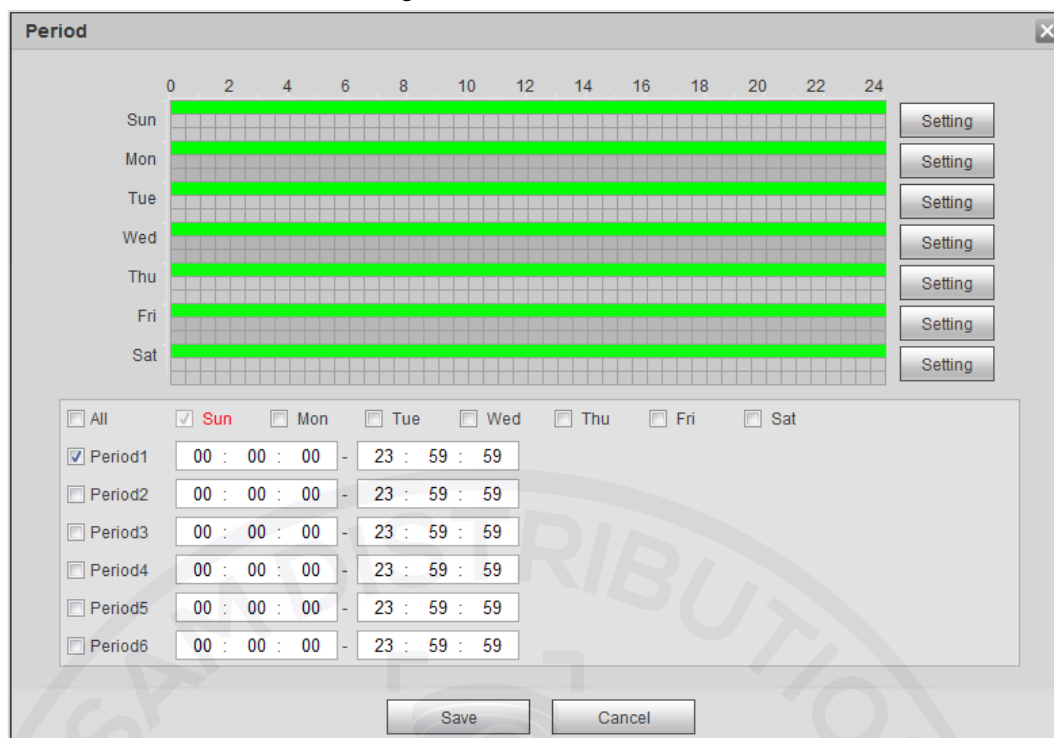 Period
0 2 4 6 8 10 12 14 16 18 20 22 24
Sun Setting
Mon Setting
Tue Setting
Wed Setting
Thu Setting
Fri Setting
Sat Setting
All Sun Mon Tue Wed Thu Fri Sat
Period1 00 : 00 : 00 - 23 : 59 : 59
Period2 00 : 00 : 00 - 23 : 59 : 59
Period3 00 : 00 : 00 - 23 : 59 : 59
Period4 00 : 00 : 00 - 23 : 59 : 59
Period5 00 : 00 : 00 - 23 : 59 : 59
Period6 00 : 00 : 00 - 23 : 59 : 59
SAM DISTRIBUTIO
Save Cancel